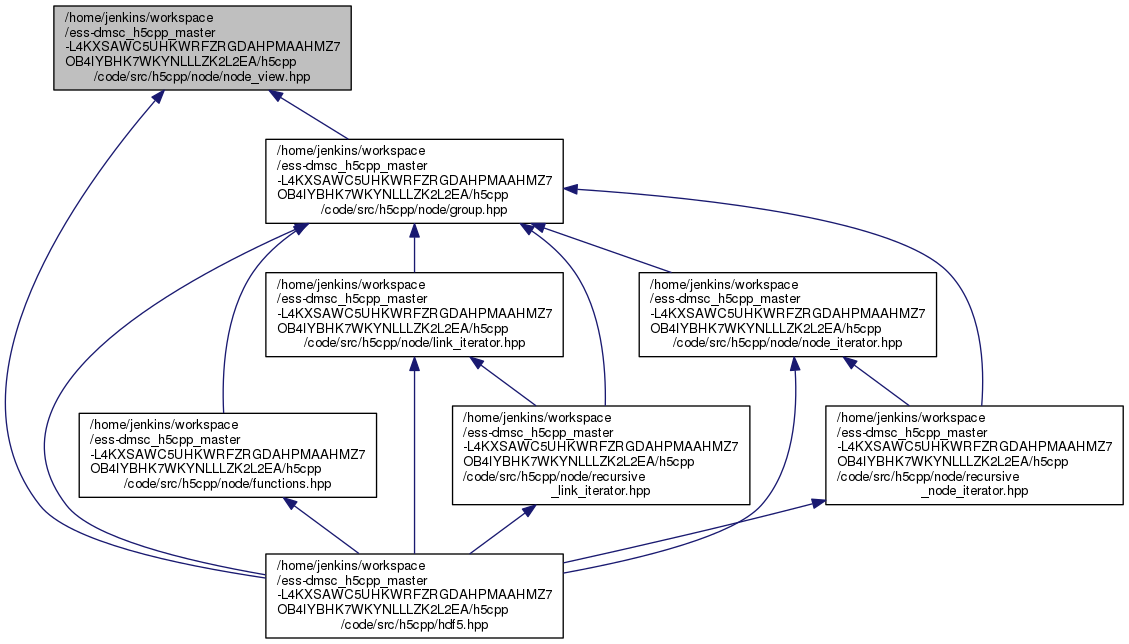 /home/jenkins/workspace
/ess-dmsc_h5cpp_master
-L4KXSAWC5UHKWRFZRGDAHPMAAHMZ7
OB4IYBHK7WKYNLLLZK2L2EA/h5cpp
/code/src/h5cpp/node/node_view.hpp
/home/jenkins/workspace
/ess-dmsc_h5cpp_master
-L4KXSAWC5UHKWRFZRGDAHPMAAHMZ7
OB4IYBHK7WKYNLLLZK2L2EA/h5cpp
/code/src/h5cpp/node/group.hpp
/home/jenkins/workspace
/ess-dmsc_h5cpp_master
-L4KXSAWC5UHKWRFZRGDAHPMAAHMZ7
OB4IYBHK7WKYNLLLZK2L2EA/h5cpp
/code/src/h5cpp/node/link_iterator.hpp
/home/jenkins/workspace
/ess-dmsc_h5cpp_master
-L4KXSAWC5UHKWRFZRGDAHPMAAHMZ7
OB4IYBHK7WKYNLLLZK2L2EA/h5cpp
/code/src/h5cpp/node/node_iterator.hpp
/home/jenkins/workspace
/ess-dmsc_h5cpp_master
-L4KXSAWC5UHKWRFZRGDAHPMAAHMZ7
OB4IYBHK7WKYNLLLZK2L2EA/h5cpp
/code/src/h5cpp/node/functions.hpp
/home/jenkins/workspace
/ess-dmsc_h5cpp_master
-L4KXSAWC5UHKWRFZRGDAHPMAAHMZ7
OB4IYBHK7WKYNLLLZK2L2EA/h5cpp
/code/src/h5cpp/node/recursive
_link_iterator.hpp
/home/jenkins/workspace
/ess-dmsc_h5cpp_master
-L4KXSAWC5UHKWRFZRGDAHPMAAHMZ7
OB4IYBHK7WKYNLLLZK2L2EA/h5cpp
/code/src/h5cpp/node/recursive
_node_iterator.hpp
/home/jenkins/workspace
/ess-dmsc_h5cpp_master
-L4KXSAWC5UHKWRFZRGDAHPMAAHMZ7
OB4IYBHK7WKYNLLLZK2L2EA/h5cpp
/code/src/h5cpp/hdf5.hpp